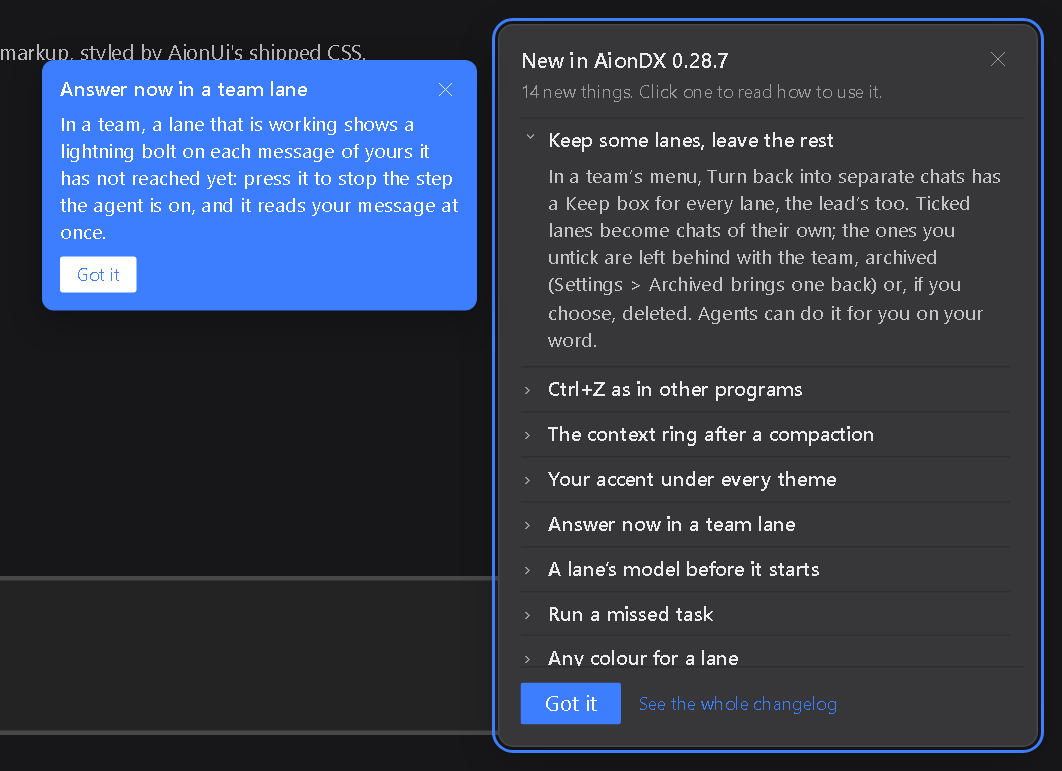 markup, styled by AionUi's shipped CSS.
Answer now in a team lane
In a team, a lane that is working shows a
lightning bolt on each message of yours it
has not reached yet: press it to stop the step
the agent is on, and it reads your message at
once.
Got it
New in AionDX 0.28.7
14 new things. Click one to read how to use it.
Keep some lanes, leave the rest
In a team's menu, Turn back into separate chats has
a Keep box for every lane, the lead's too. Ticked
lanes become chats of their own; the ones you
untick are left behind with the team, archived
(Settings > Archived brings one back) or, if you
choose, deleted. Agents can do it for you on your
word.
Ctrl+Z as in other programs
The context ring after a compaction
Your accent under every theme
Answer now in a team lane
A lane's model before it starts
Run a missed task
Any colour for a lane
Got it
See the whole changelog